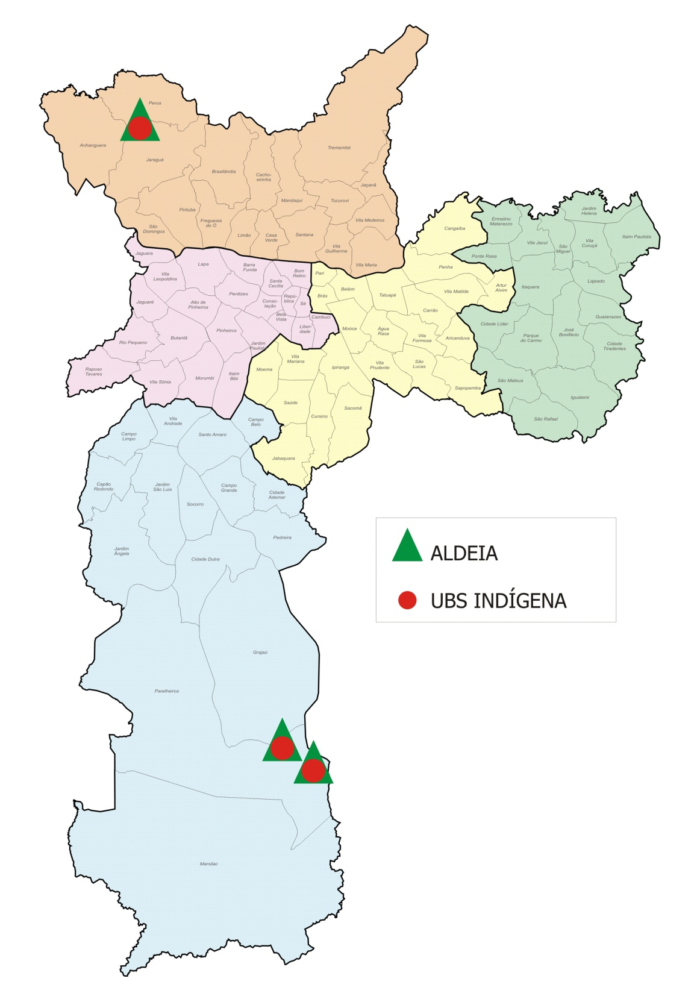 Perus
Anhanguera
Jaraguá
Tremembé
Brasilândia
Cacho-
eirinha
Jaçanã
Mandaqui
Tucuruvi
Pirituba
Freguesia
do Ó
Vila Medeiros
São
Domingos
Limão
Casa
Verde
Santana
Vila
Guilherme
Vila Maria
Cangaíba
Ermelino
Matarazzo
Jardim
Helena
Itaim Paulista
Vila Jacuí
São
Miguel
Vila
Curuçá
Ponte Rasa
Jaguara
Lapa
Barra
Funda
Bom
Retiro
Pari
Penha
Vila
Leopoldina
Santa
Cecília
Lajeado
Itaquera
Artur
Alvim
Vila Matilde
Belém
Tatuapé
Brás
Perdizes
Repú-
blica
Sé
Conso-
lação
Jaguaré
Alto de
Pinheiros
Bela
Vista
Cambuci
Carrão
Guaianazes
Cidade Líder
Liber-
dade
Moóca
Água
Rasa
Vila
Formosa
Aricanduva
Parque
do Carmo
José
Bonifácio
Cidade
Tiradentes
Pinheiros
Butantã
Rio Pequeno
Jardim
Paulista
Vila
Mariana
Moema
Ipiranga
Vila
Prudente
São
Lucas
Raposo
Tavares
Vila Sônia
Morumbi
Itaim
Bibi
Sapopemba
São Mateus
Iguatemi
São Rafael
Saúde
Cursino
Sacomã
Jabaquara
Vila
Andrade
Campo
Belo
Santo Amaro
Campo
Limpo
Capão
Redondo
Jardim
São Luis
Campo
Grande
Socorro
Cidade
Ademar
Pedreira
Jardim
Ângela
Cidade Dutra
ALDEIA
UBS INDÍGENA
Grajaú
Parelheiros
Marsilac